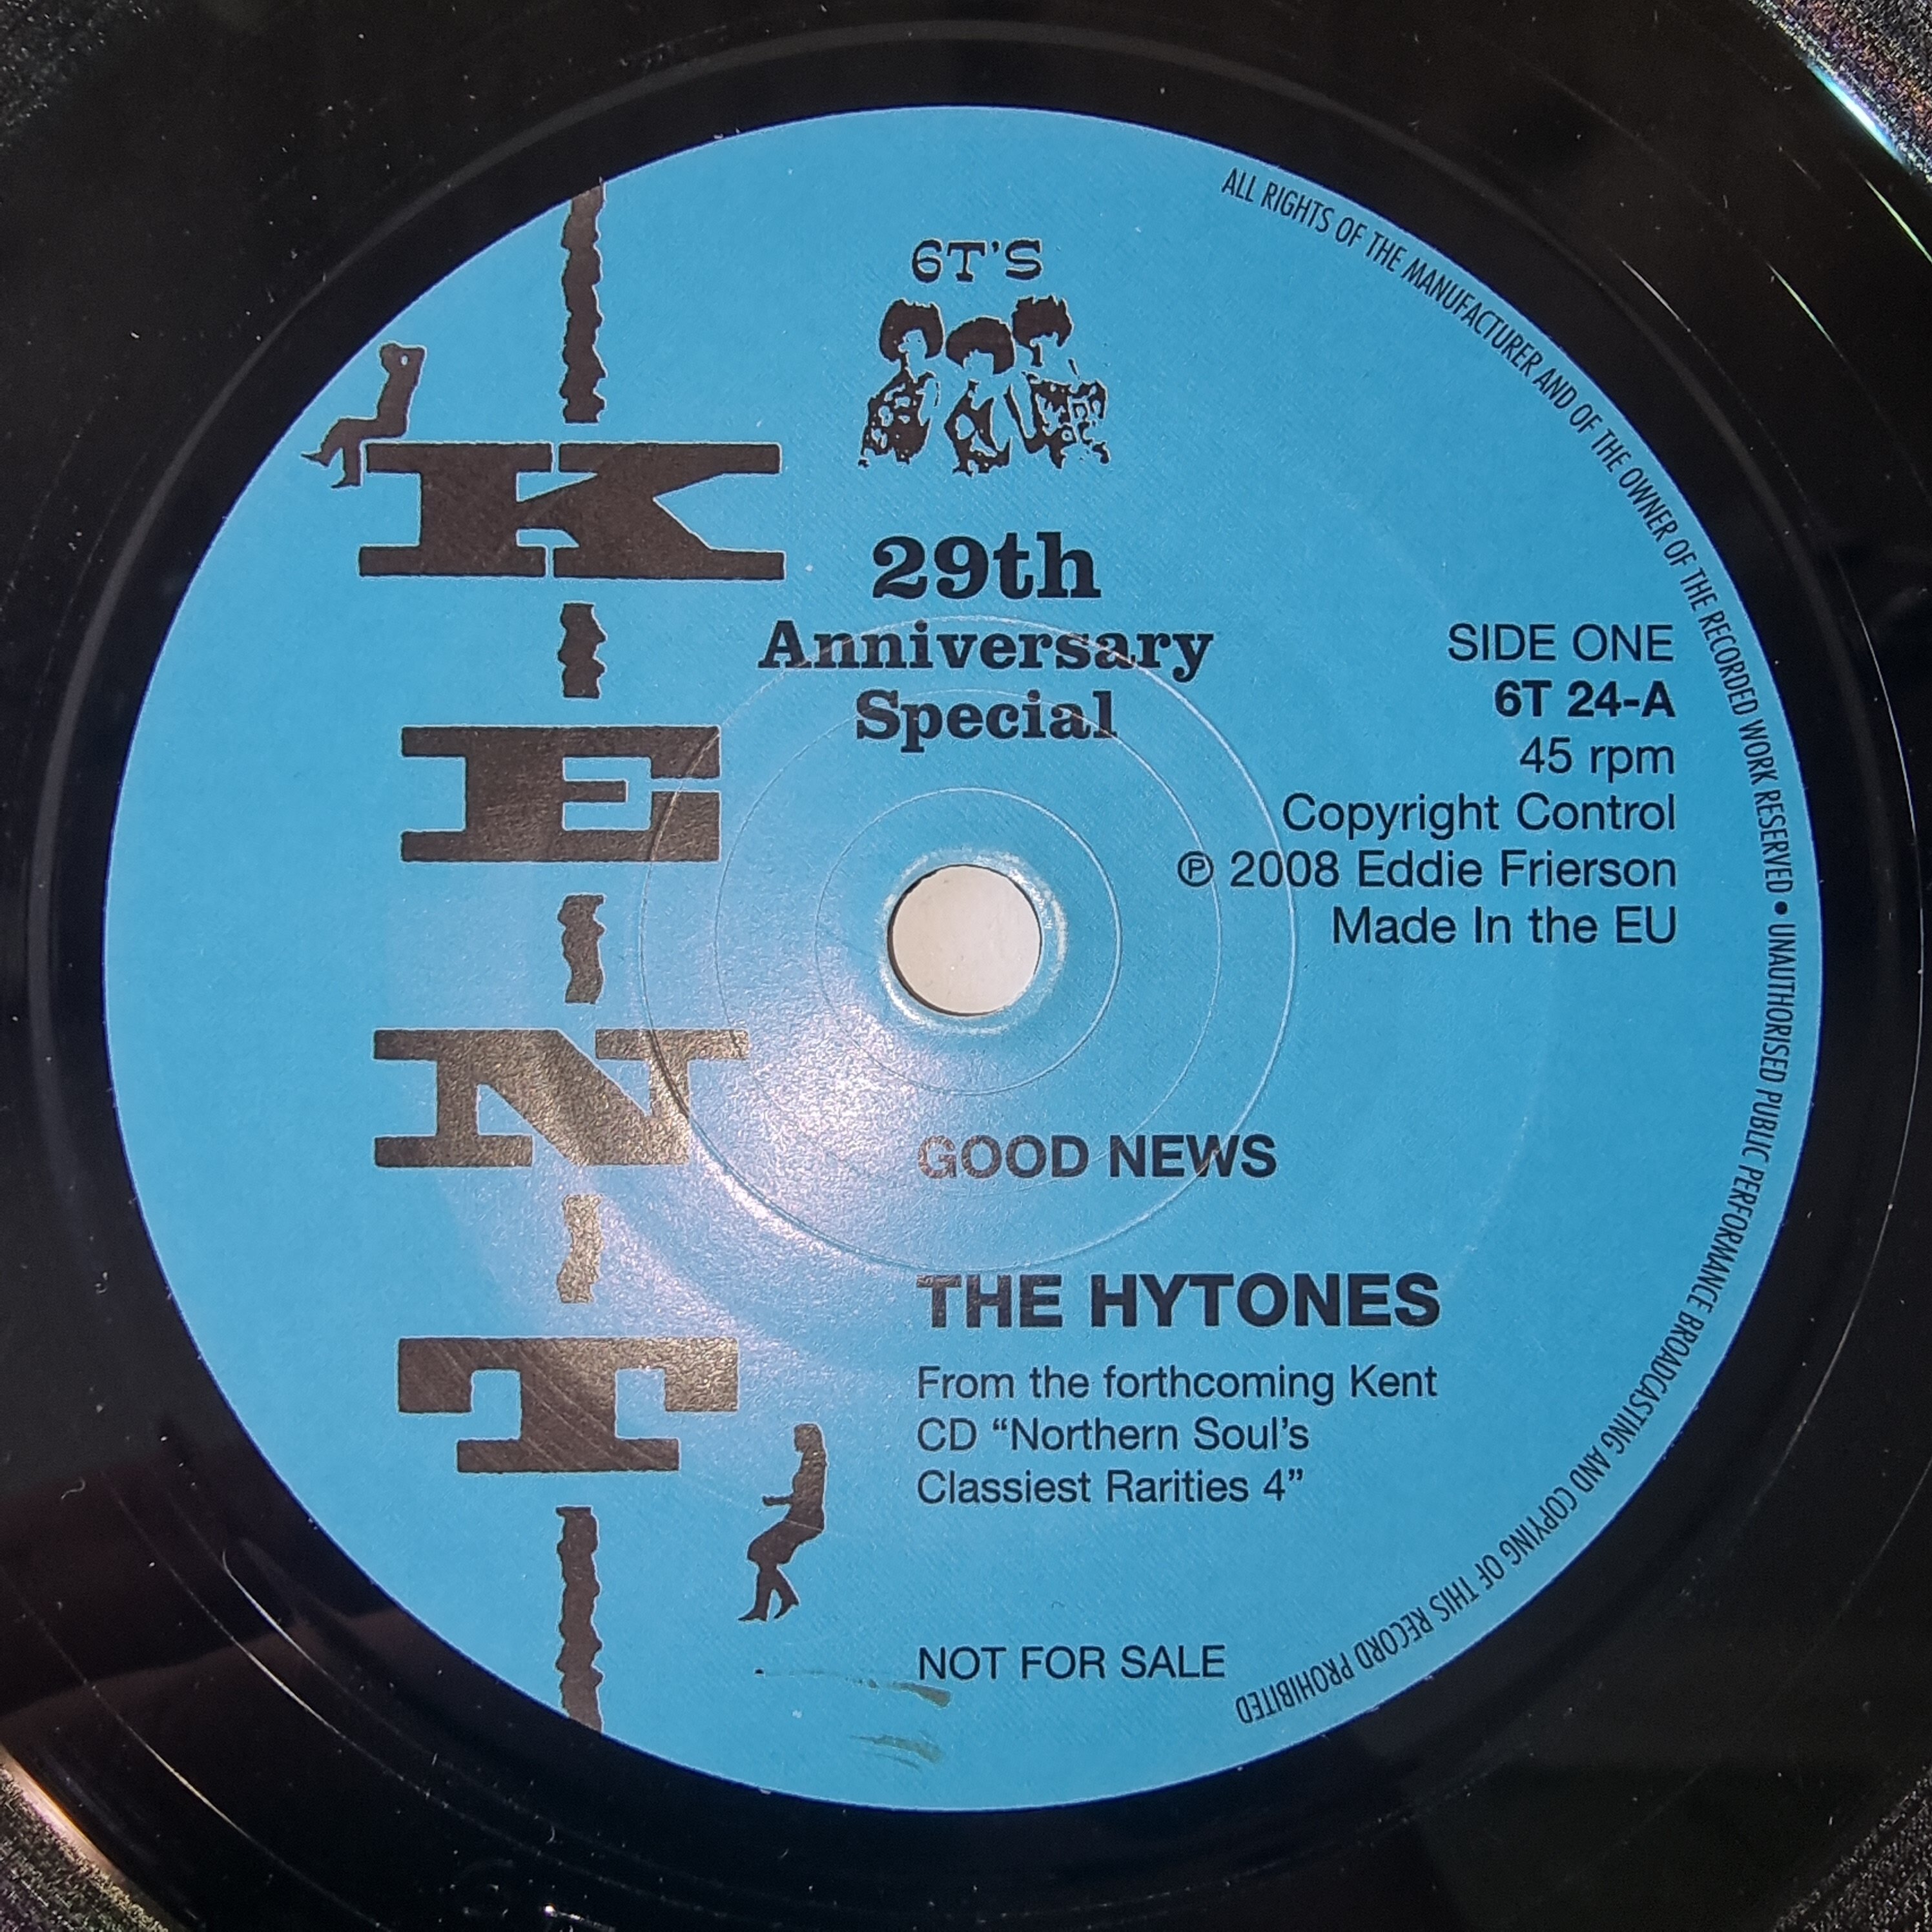 6T'S
KENT
29th
Anniversary
Special
SIDE ONE
6T 24-A
45 rpm
Copyright Control
℗ 2008 Eddie Frierson
Made In the EU
GOOD NEWS
THE HYTONES
From the forthcoming Kent
CD “Northern Soul’s
Classiest Rarities 4”
NOT FOR SALE
ALL RIGHTS OF THE MANUFACTURER AND OF THE OWNER OF THE RECORDED WORK RESERVED • UNAUTHORISED PUBLIC PERFORMANCE BROADCASTING AND COPYING OF THIS RECORD PROHIBITED